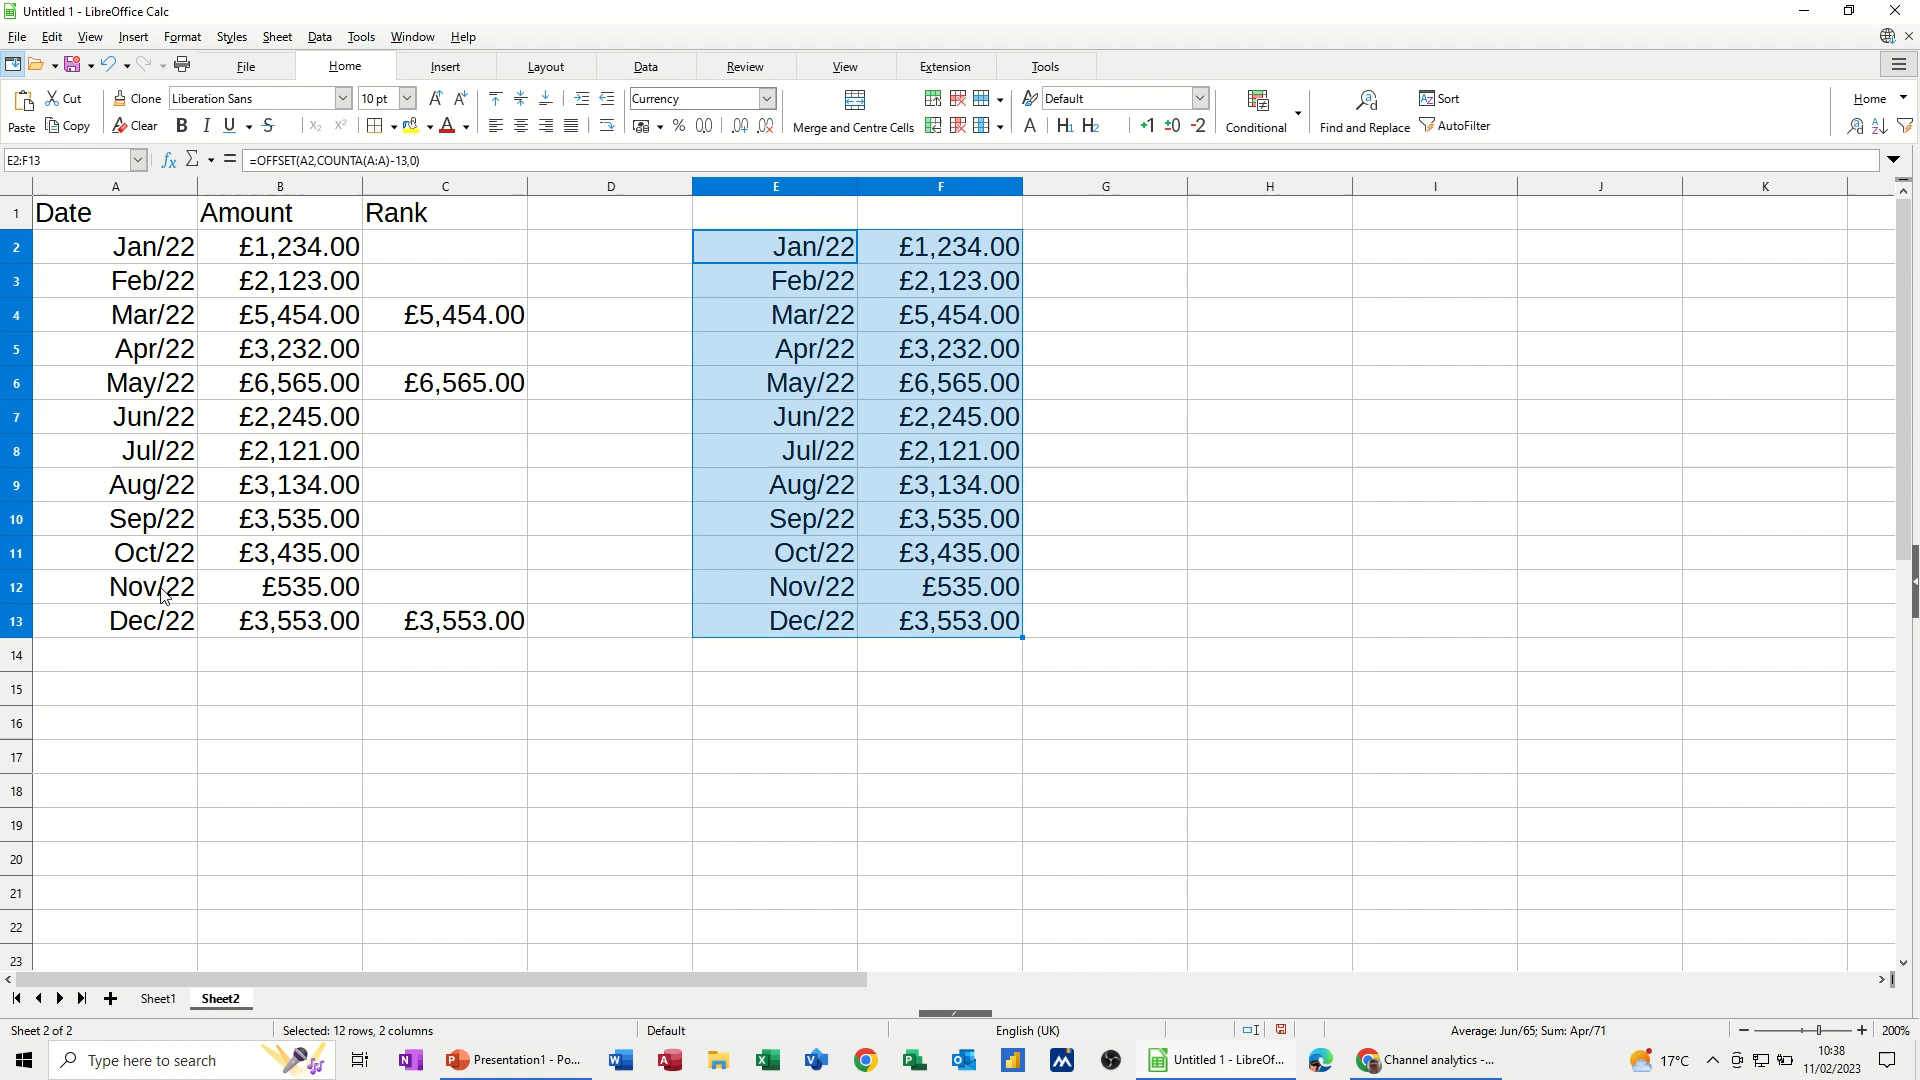 Untitled 1 - LibreOffice Calc
File Edit View Insert Format Styles Sheet Data Tools Window Help
File Home Insert Layout Data Review View Extension Tools
Cut Clone Liberation Sans 10 pt Currency Default Sort Home
Paste Copy Clear Merge and Centre Cells Conditional Find and Replace AutoFilter
E2:F13 =OFFSET(A2,COUNTA(A:A)-13,0)
A B C D E F G H I J K
1 Date Amount Rank
2 Jan/22 £1,234.00 Jan/22 £1,234.00
3 Feb/22 £2,123.00 Feb/22 £2,123.00
4 Mar/22 £5,454.00 £5,454.00 Mar/22 £5,454.00
5 Apr/22 £3,232.00 Apr/22 £3,232.00
6 May/22 £6,565.00 £6,565.00 May/22 £6,565.00
7 Jun/22 £2,245.00 Jun/22 £2,245.00
8 Jul/22 £2,121.00 Jul/22 £2,121.00
9 Aug/22 £3,134.00 Aug/22 £3,134.00
10 Sep/22 £3,535.00 Sep/22 £3,535.00
11 Oct/22 £3,435.00 Oct/22 £3,435.00
12 Nov/22 £535.00 Nov/22 £535.00
13 Dec/22 £3,553.00 £3,553.00 Dec/22 £3,553.00
14
15
16
17
18
19
20
21
22
23
Sheet1 Sheet2
Sheet 2 of 2 Selected: 12 rows, 2 columns Default English (UK) Average: Jun/65; Sum: Apr/71 200%
Type here to search Presentation1 - Po... Untitled 1 - LibreOf... Channel analytics -... 17°C 10:38
11/02/2023